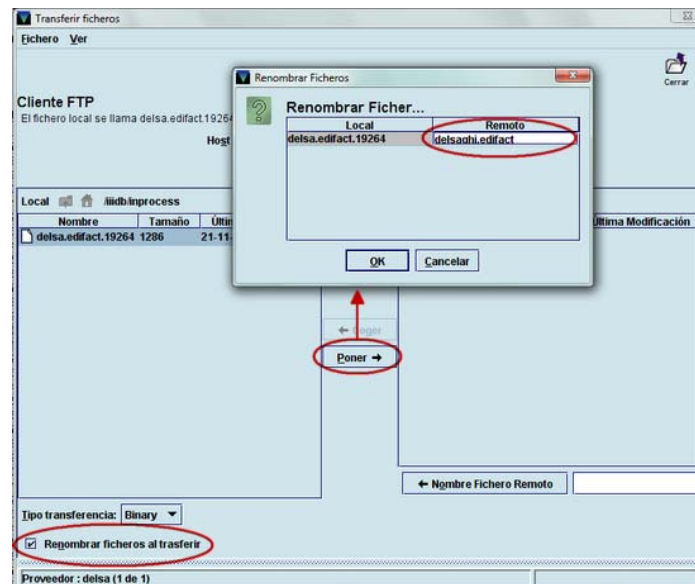 Transferir ficheros
Fichero Ver
Cerrar
Cliente FTP
El fichero local se llama delsa.edifact.19264
Host
Renombrar Ficheros
Renombrar Ficher...
Local Remoto
delsa.edifact.19264 delsaghi.edifact
OK Cancelar
Local /iiidb/inprocess
Nombre Tamaño Últi
Última Modificación
delsa.edifact.19264 1286 21-11-
← Coger
Poner →
← Nombre Fichero Remoto
Tipo transferencia: Binary
Renombrar ficheros al trasferir
Proveedor : delsa (1 de 1)